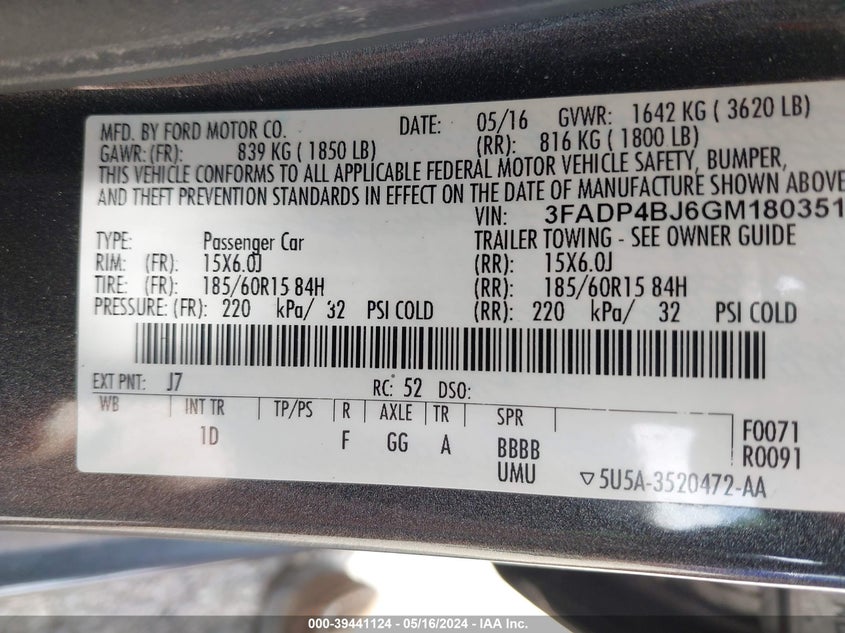 MFD. BY FORD MOTOR CO. DATE: 05/16 GVWR: 1642 KG ( 3620 LB)
GAWR: (FR): 839 KG ( 1850 LB) (RR): 816 KG ( 1800 LB)
THIS VEHICLE CONFORMS TO ALL APPLICABLE FEDERAL MOTOR VEHICLE SAFETY, BUMPER,
AND THEFT PREVENTION STANDARDS IN EFFECT ON THE DATE OF MANUFACTURE SHOWN ABOVE
VIN: 3FADP4BJ6GM180351
TYPE: Passenger Car TRAILER TOWING - SEE OWNER GUIDE
RIM: (FR): 15X6.0J (RR): 15X6.0J
TIRE: (FR): 185/60R15 84H (RR): 185/60R15 84H
PRESSURE: (FR): 220 kPa/ 32 PSI COLD (RR): 220 kPa/ 32 PSI COLD
EXT PNT: J7 RC: 52 DSO:
WB INT TR TP/PS R AXLE TR SPR F0071
1D F GG A BBBB R0091
UMU ▽5U5A-3520472-AA
000-39441124 - 05/16/2024 - IAA Inc.